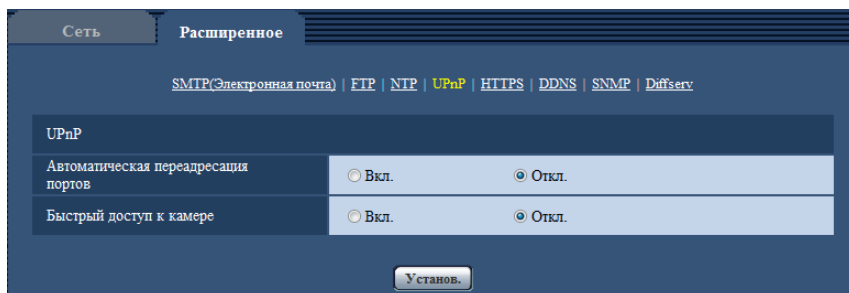 Сеть Расширенное
SMTP(Электронная почта) | FTP | NTP | UPnP | HTTPS | DDNS | SNMP | Diffserv
UPnP
Автоматическая переадресация
портов
Вкл. Откл.
Быстрый доступ к камере Вкл. Откл.
Установ.